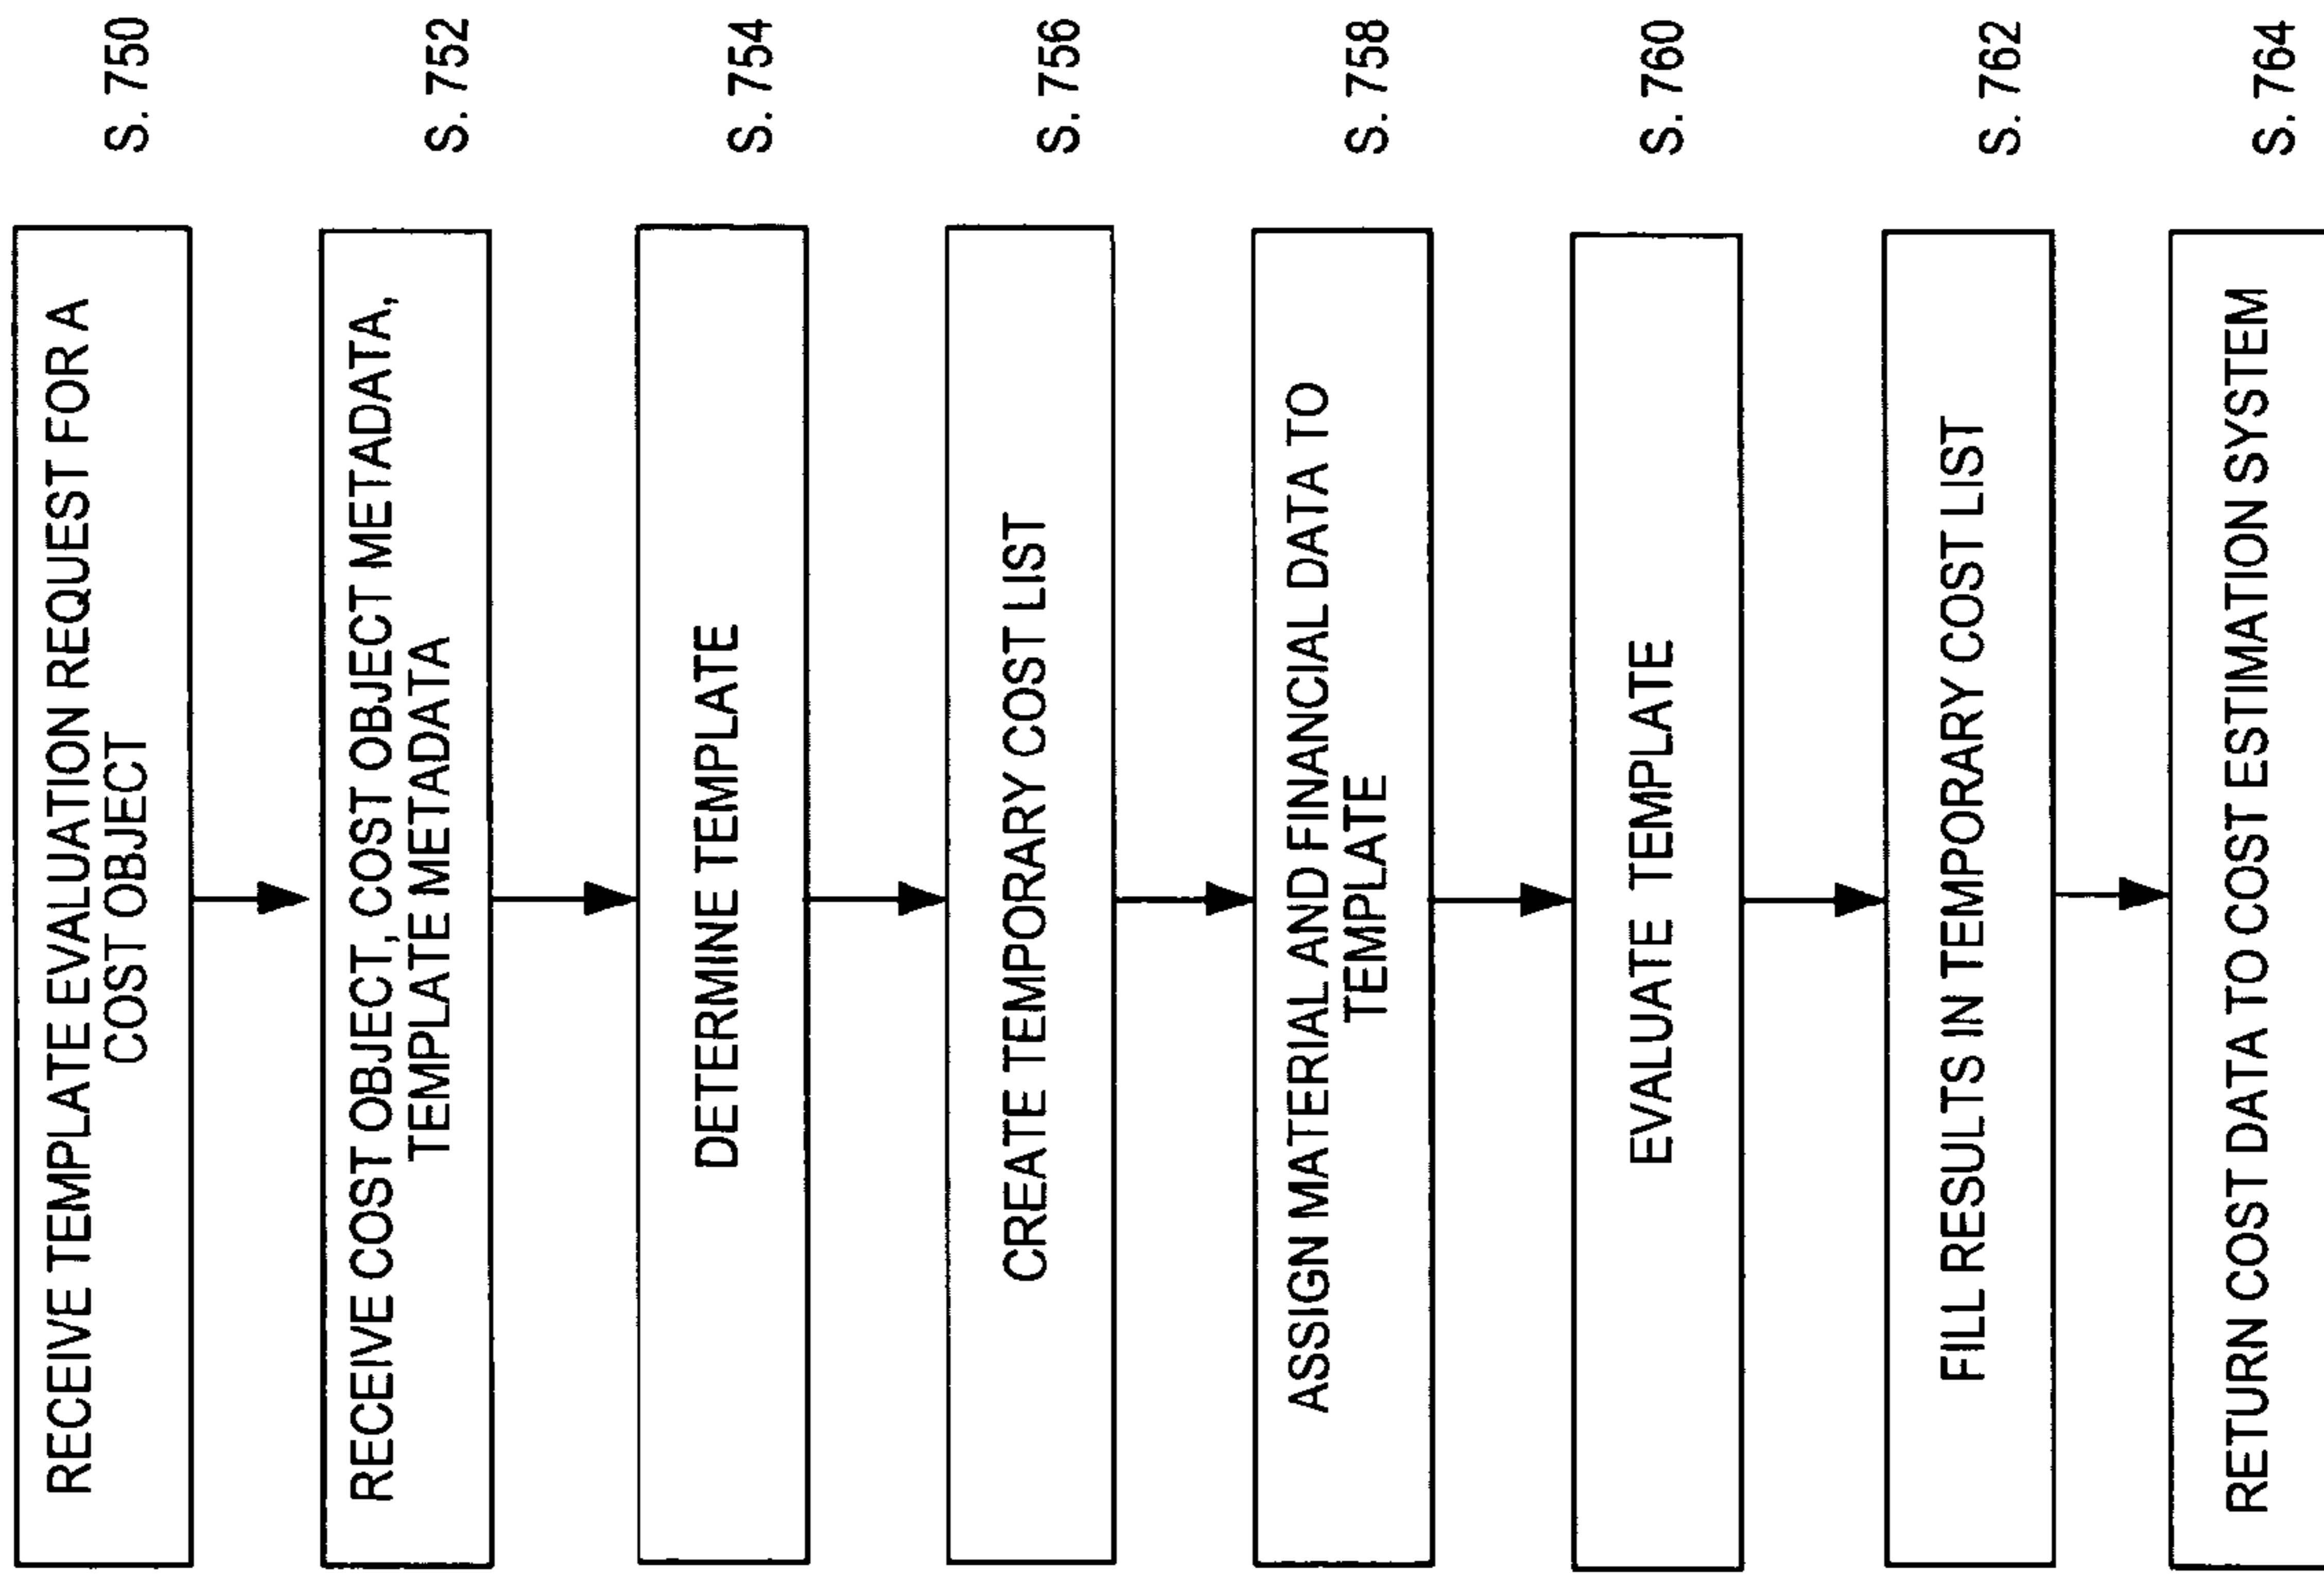 RECEIVE TEMPLATE EVALUATION REQUEST FOR A
COST OBJECT
S. 750
RECEIVE COST OBJECT, COST OBJECT METADATA,
TEMPLATE METADATA
S. 752
DETERMINE TEMPLATE
S. 754
CREATE TEMPORARY COST LIST
S. 756
ASSIGN MATERIAL AND FINANCIAL DATA TO
TEMPLATE
S. 758
EVALUATE TEMPLATE
S. 760
FILL RESULTS IN TEMPORARY COST LIST
S. 762
RETURN COST DATA TO COST ESTIMATION SYSTEM
S. 764